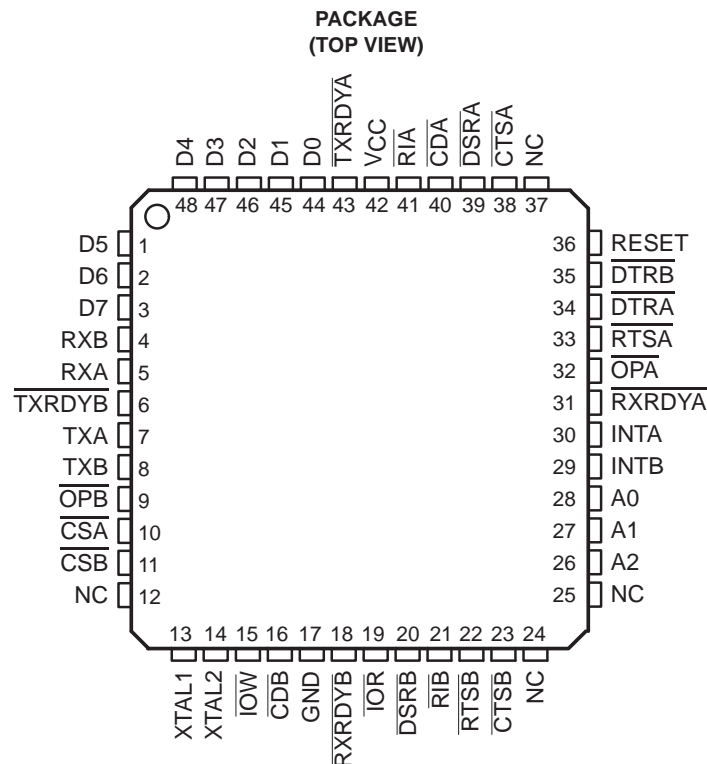 PACKAGE
(TOP VIEW)
D4
D3
D2
D1
D0
TXRDYA
VCC
RIA
CDA
DSRA
CTSA
NC
48 47 46 45 44 43 42 41 40 39 38 37
D5 1
D6 2
D7 3
RXB 4
RXA 5
TXRDYB 6
TXA 7
TXB 8
OPB 9
CSA 10
CSB 11
NC 12
36 RESET
35 DTRB
34 DTRA
33 RTSA
32 OPA
31 RXRDYA
30 INTA
29 INTB
28 A0
27 A1
26 A2
25 NC
13 14 15 16 17 18 19 20 21 22 23 24
XTAL1
XTAL2
IOW
CDB
GND
RXRDYB
IOR
DSRB
RIB
RTSB
CTSB
NC